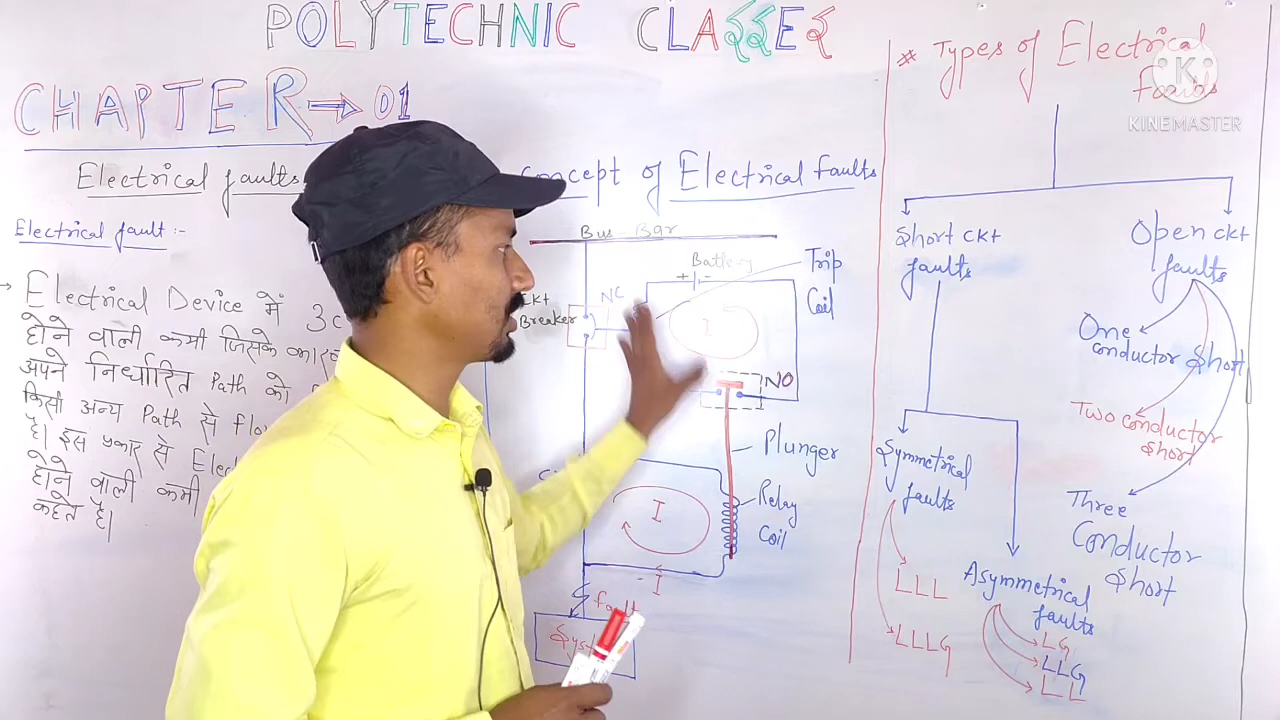 POLYTECHNIC CLASSES
CHAPTER → 01
Electrical faults
concept of Electrical faults
Electrical fault :-
→ Electrical Device में
होने वाली कमी जिसके
अपने निर्धारित Path को
किसी अन्य Path से
है। इस प्रकार से
होने वाली कमी
कहते है।
Bus-Bar
Battery
+ -
Trip
Coil
NC
Breaker
I
NO
Plunger
I
Relay
Coil
I
fault
# Types of Electrical
Faults
Short ckt
faults
Open ckt
faults
One
conductor Short
Two conductor
Short
Three
Conductor
Short
Symmetrical
faults
LLL
LLLG
Asymmetrical
faults
LG
LLG
LL
K
KINEMASTER